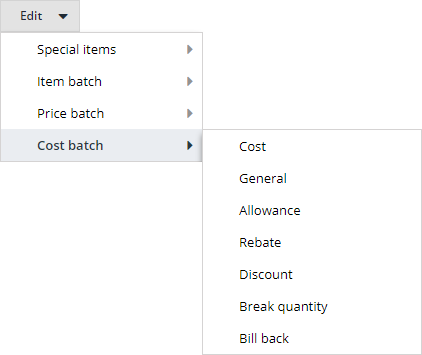 Edit
Special items
Item batch
Price batch
Cost batch
Cost
General
Allowance
Rebate
Discount
Break quantity
Bill back